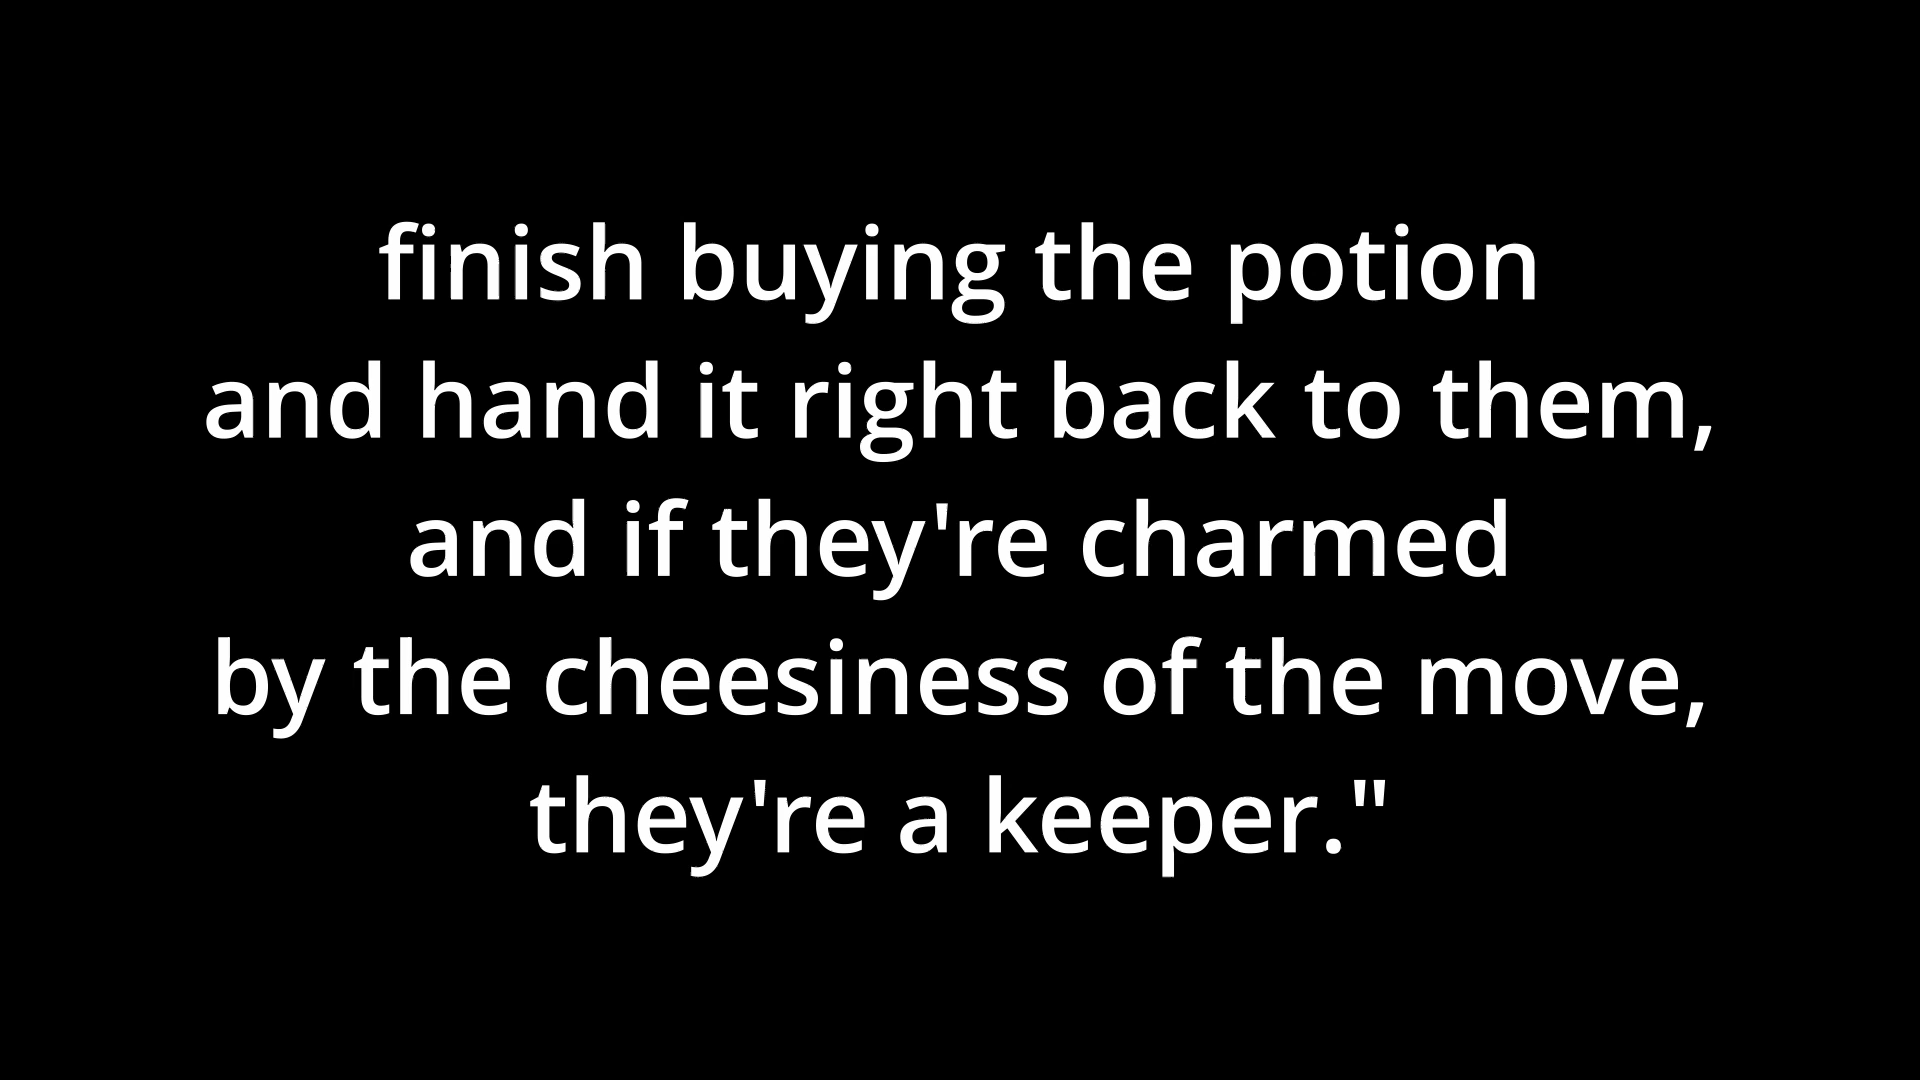 finish buying the potion
and hand it right back to them,
and if they're charmed
by the cheesiness of the move,
they're a keeper."